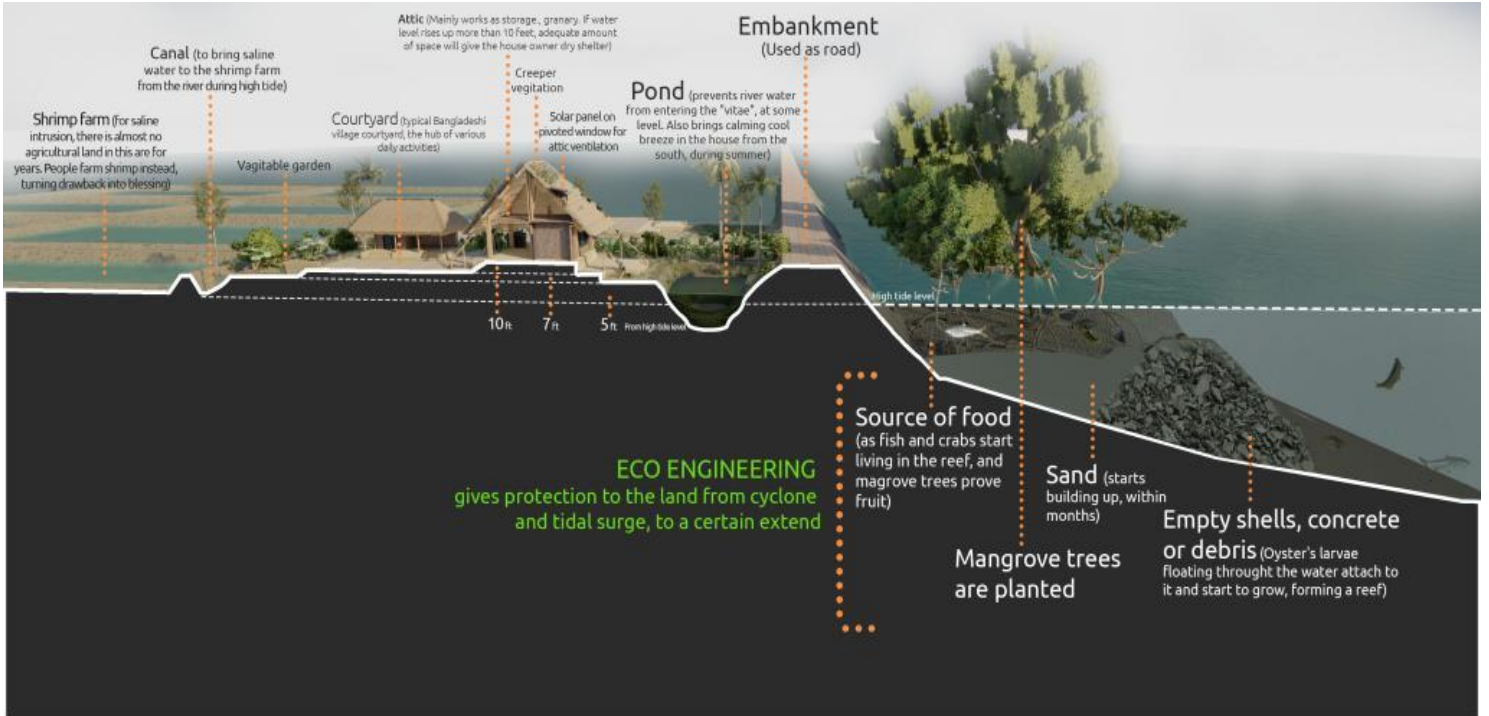 Attic (Mainly works as storage., granary. If water
level rises up more than 10 feet, adequate amount
of space will give the house owner dry shelter)
Embankment
(Used as road)
Canal (to bring saline
water to the shrimp farm
from the river during high tide)
Creeper
vegitation
Pond (prevents river water
from entering the "vitae", at some
level. Also brings calming cool
breeze in the house from the
south, during summer)
Shrimp farm (For saline
intrusion, there is almost no
agricultural land in this are for
years. People farm shrimp instead,
turning drawback into blessing)
Courtyard (typical Bangladeshi
village courtyard, the hub of various
daily activities)
Solar panel on
pivoted window for
attic ventilation
Vagitable garden
High tide level
10 ft
7 ft
5 ft From high tide level
Source of food
(as fish and crabs start
living in the reef, and
magrove trees prove
fruit)
ECO ENGINEERING
gives protection to the land from cyclone
and tidal surge, to a certain extend
Sand (starts
building up, within
months)
Empty shells, concrete
or debris (Oyster's larvae
floating throught the water attach to
it and start to grow, forming a reef)
Mangrove trees
are planted